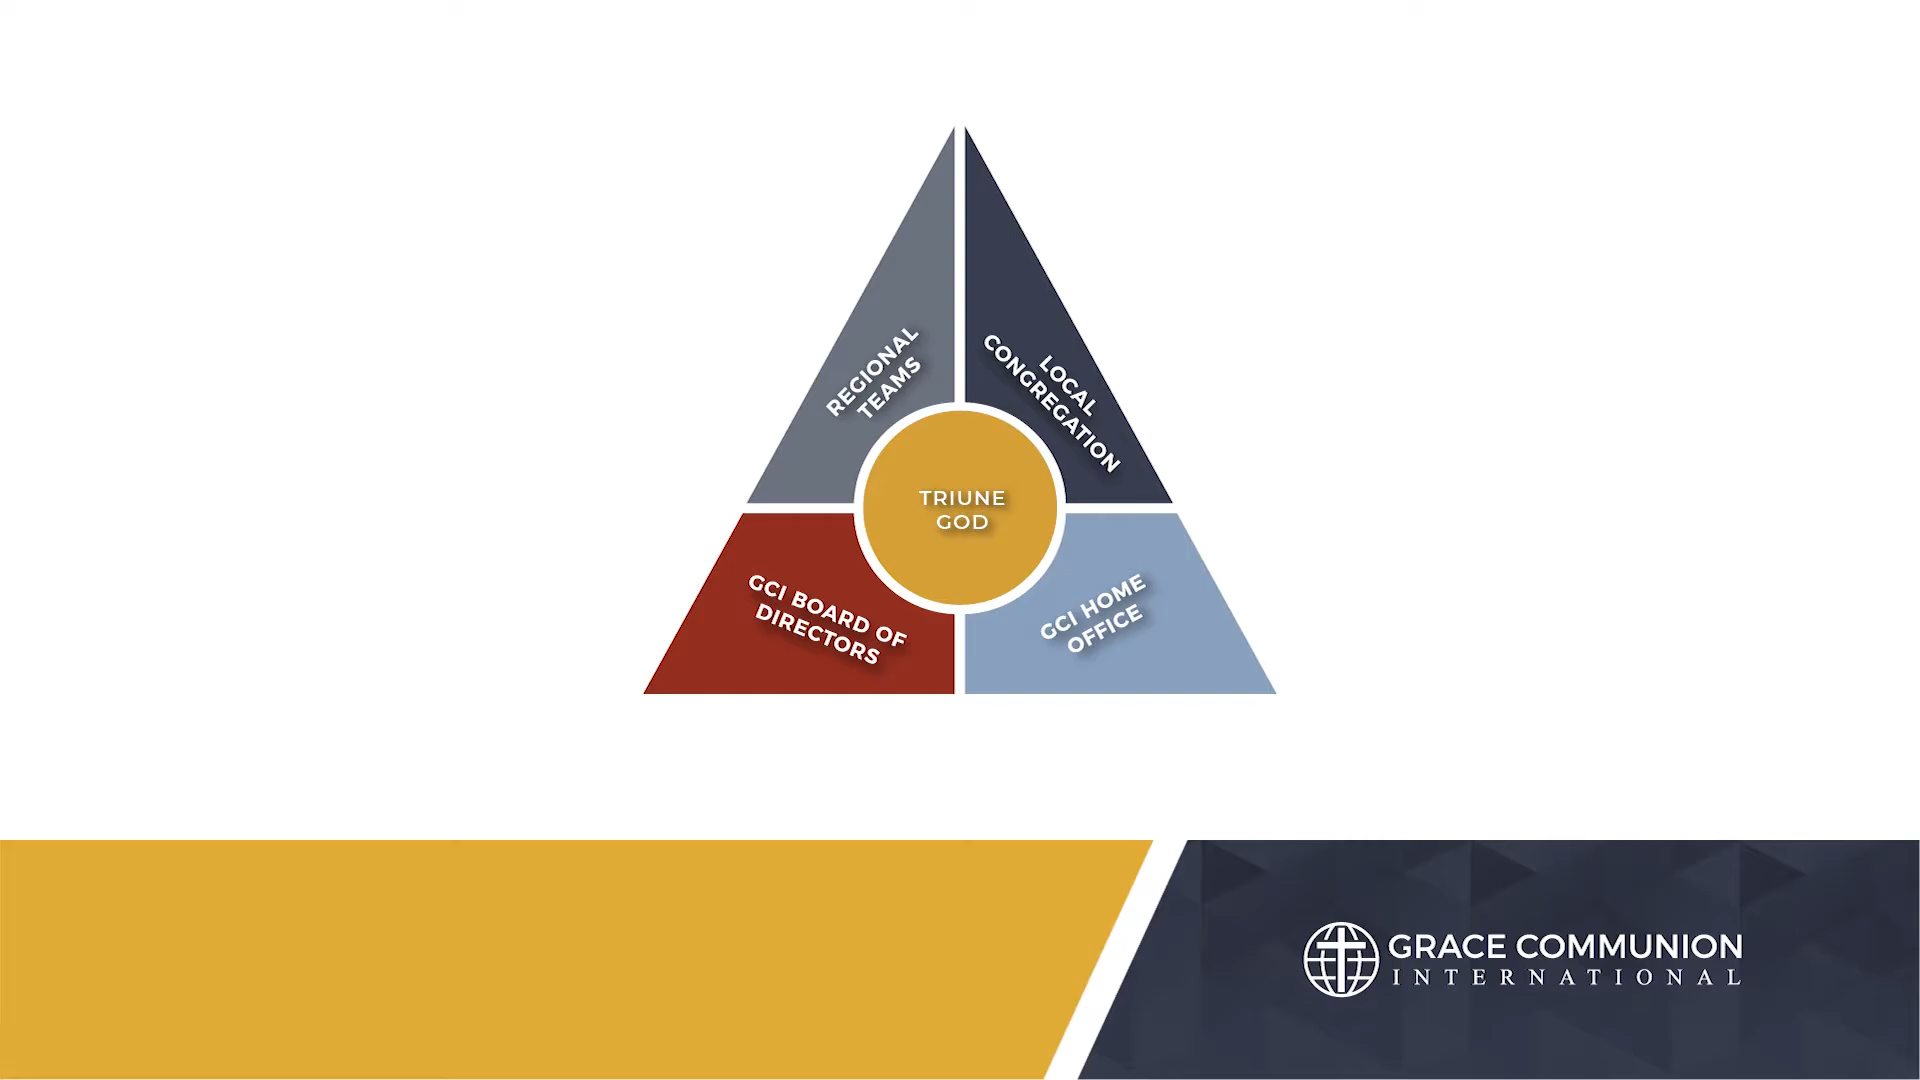 REGIONAL
TEAMS
LOCAL
CONGREGATION
TRIUNE
GOD
GCI BOARD OF
DIRECTORS
GCI HOME
OFFICE
GRACE COMMUNION
INTERNATIONAL